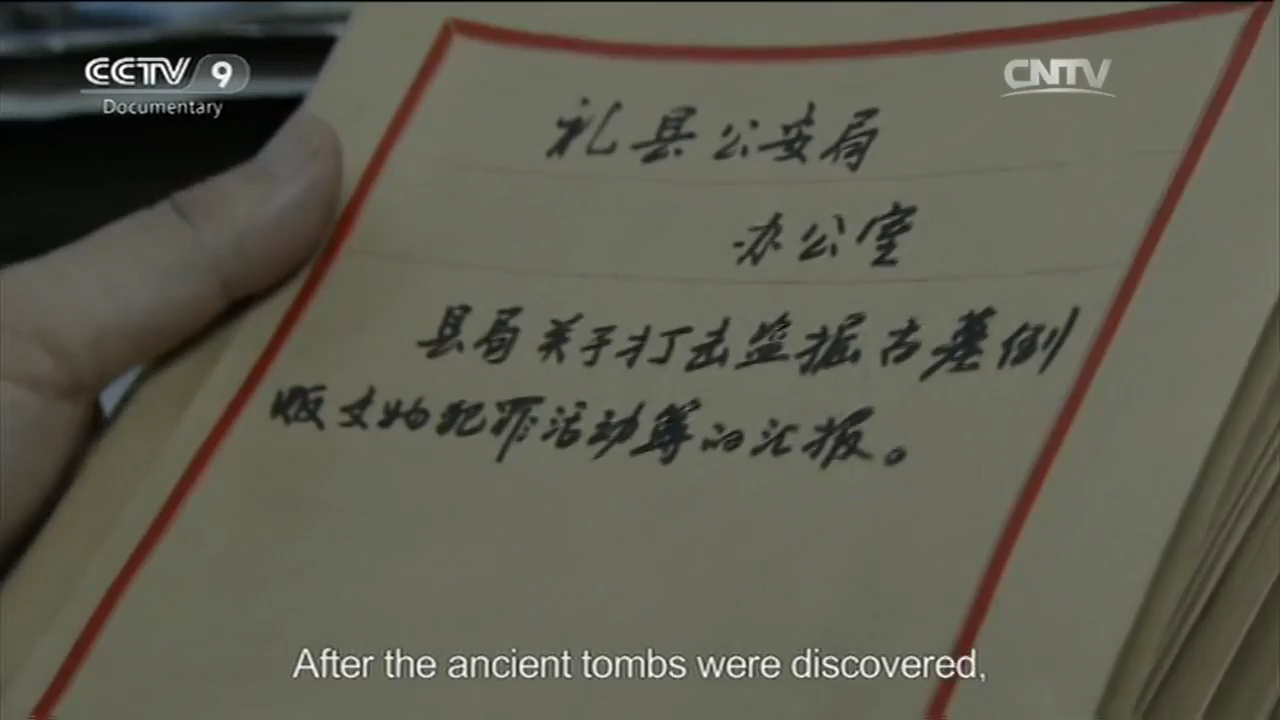 CCTV 9
Documentary
CNTV
礼县公安局
办公室
县局关于打击盗掘古墓倒
贩文物犯罪活动等的汇报。
After the ancient tombs were discovered,